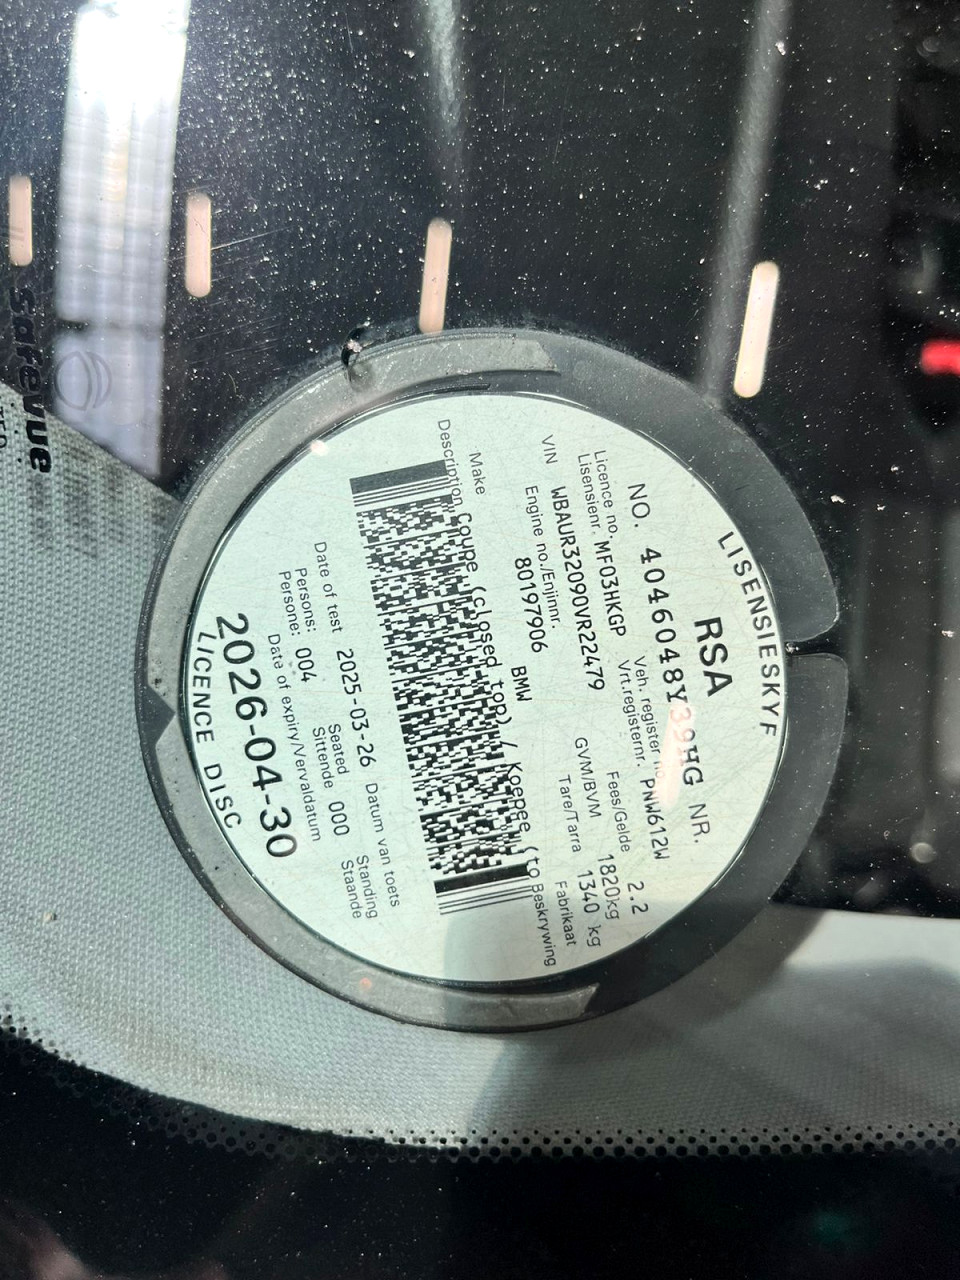 LISENSIESKYF
RSA
NO. 4046048Y39HG NR.
Licence no. Veh. register no. Fees/Gelde 2.2
Lisensienr. MF03HKGP Vrt.registernr. PNW612W
VIN WBAUR32090VR22479 GVM/BVM 1820kg
Engine no./Enjinnr. Tare/Tarra 1340 kg
80197906
Make BMW Fabrikaat
Description Coupe (closed top) / Koepee (to Beskrywing
Date of test 2025-03-26 Datum van toets
Persons: Seated Standing
Persone: 004 Sittende 000 Staande
Date of expiry/Vervaldatum
2026-04-30
LICENCE DISC
Safevue